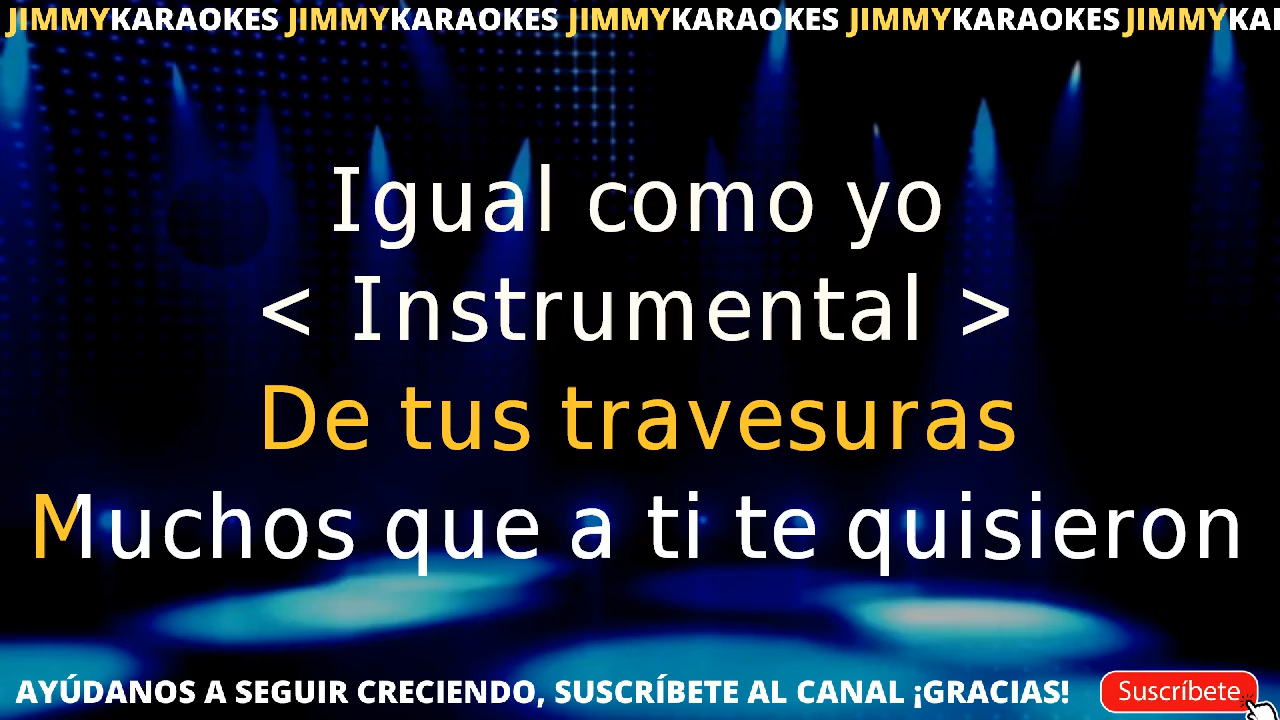 JIMMYKARAOKES JIMMYKARAOKES JIMMYKARAOKES JIMMYKARAOKES JIMMYKA
Igual como yo
< Instrumental >
De tus travesuras
Muchos que a ti te quisieron
AYÚDANOS A SEGUIR CRECIENDO, SUSCRÍBETE AL CANAL ¡GRACIAS!
Suscríbete